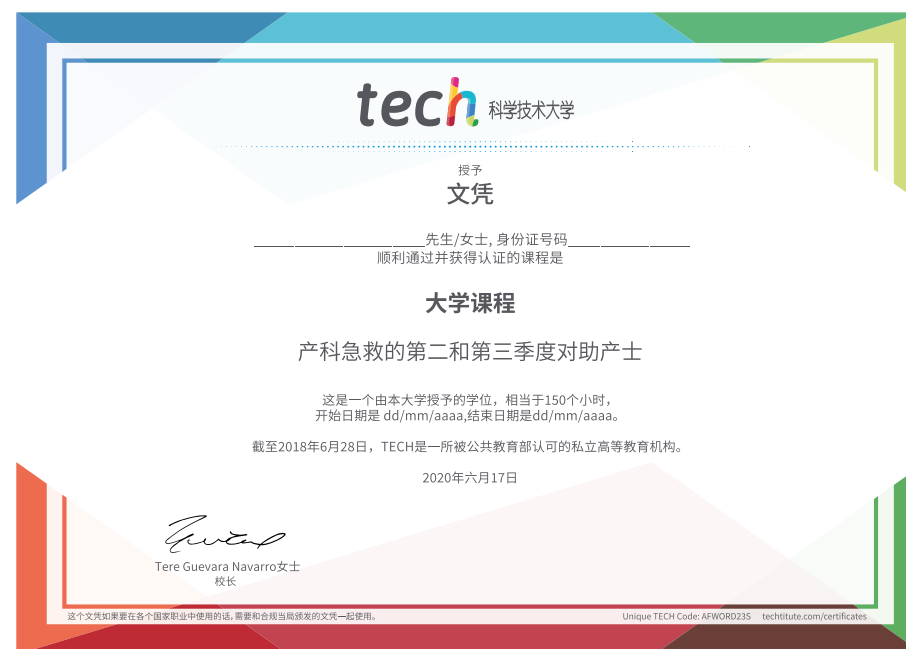 tech 科学技术大学
授予
文凭
____________________先生/女士, 身份证号码_______________
顺利通过并获得认证的课程是
大学课程
产科急救的第二和第三季度对助产士
这是一个由本大学授予的学位，相当于150个小时，
开始日期是 dd/mm/aaaa,结束日期是dd/mm/aaaa。
截至2018年6月28日，TECH是一所被公共教育部认可的私立高等教育机构。
2020年六月17日
Tere Guevara Navarro女士
校长
这个文凭如果要在各个国家职业中使用的话,需要和合规当局颁发的文凭一起使用。
Unique TECH Code: AFWORD23S techtitute.com/certificates